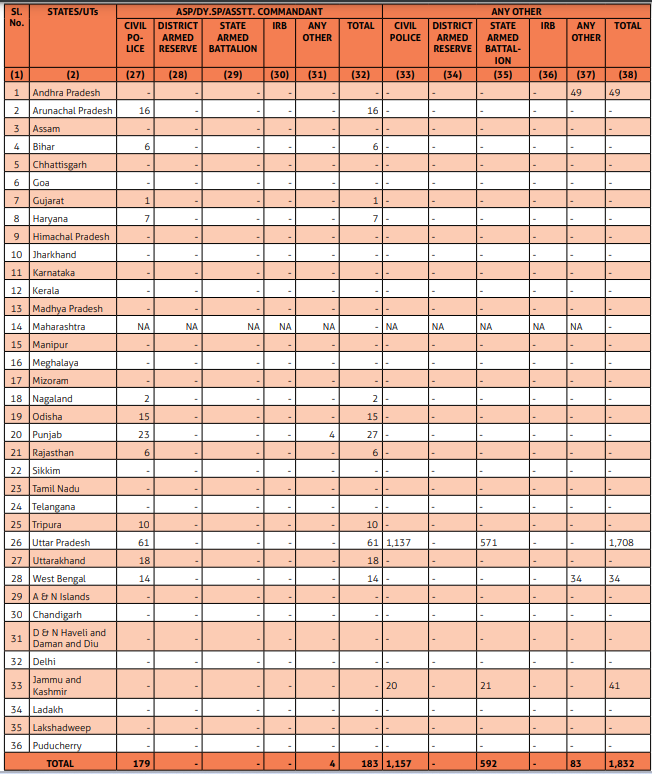 Sl. No. STATES/UTs ASP/DY.SP/ASSTT. COMMANDANT ANY OTHER
CIVIL PO-LICE DISTRICT ARMED RESERVE STATE ARMED BATTALION IRB ANY OTHER TOTAL CIVIL POLICE DISTRICT ARMED RESERVE STATE ARMED BATTAL-ION IRB ANY OTHER TOTAL
(1) (2) (27) (28) (29) (30) (31) (32) (33) (34) (35) (36) (37) (38)
1 Andhra Pradesh - - - - - - - - - - 49 49
2 Arunachal Pradesh 16 - - - - 16 - - - - - -
3 Assam - - - - - - - - - - - -
4 Bihar 6 - - - - 6 - - - - - -
5 Chhattisgarh - - - - - - - - - - - -
6 Goa - - - - - - - - - - - -
7 Gujarat 1 - - - - 1 - - - - - -
8 Haryana 7 - - - - 7 - - - - - -
9 Himachal Pradesh - - - - - - - - - - - -
10 Jharkhand - - - - - - - - - - - -
11 Karnataka - - - - - - - - - - - -
12 Kerala - - - - - - - - - - - -
13 Madhya Pradesh - - - - - - - - - - - -
14 Maharashtra NA NA NA NA NA - NA NA NA NA NA -
15 Manipur - - - - - - - - - - - -
16 Meghalaya - - - - - - - - - - - -
17 Mizoram - - - - - - - - - - - -
18 Nagaland 2 - - - - 2 - - - - - -
19 Odisha 15 - - - - 15 - - - - - -
20 Punjab 23 - - - 4 27 - - - - - -
21 Rajasthan 6 - - - - 6 - - - - - -
22 Sikkim - - - - - - - - - - - -
23 Tamil Nadu - - - - - - - - - - - -
24 Telangana - - - - - - - - - - - -
25 Tripura 10 - - - - 10 - - - - - -
26 Uttar Pradesh 61 - - - - 61 1,137 - 571 - - 1,708
27 Uttarakhand 18 - - - - 18 - - - - - -
28 West Bengal 14 - - - - 14 - - - - 34 34
29 A & N Islands - - - - - - - - - - - -
30 Chandigarh - - - - - - - - - - - -
31 D & N Haveli and Daman and Diu - - - - - - - - - - - -
32 Delhi - - - - - - - - - - - -
33 Jammu and Kashmir - - - - - - 20 - 21 - - 41
34 Ladakh - - - - - - - - - - - -
35 Lakshadweep - - - - - - - - - - - -
36 Puducherry - - - - - - - - - - - -
TOTAL 179 - - - 4 183 1,157 - 592 - 83 1,832